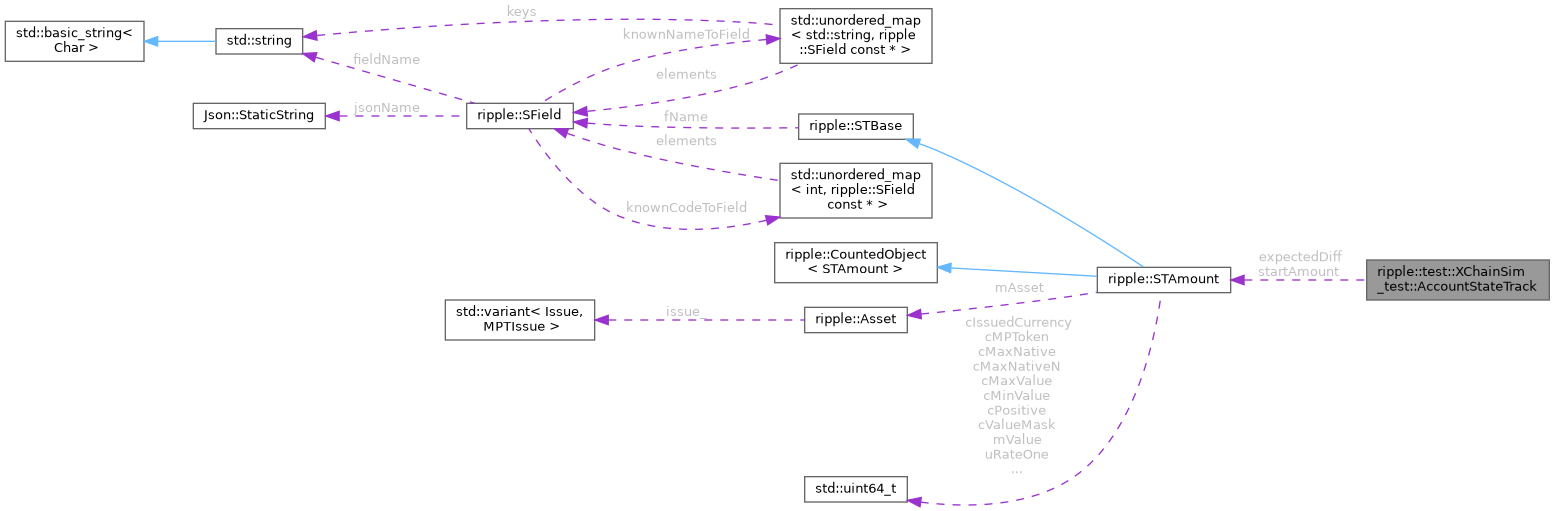 std::basic_string<
Char >
std::string
keys
std::unordered_map
< std::string, ripple
::SField const * >
knownNameToField
fieldName
elements
Json::StaticString
jsonName
ripple::SField
fName
ripple::STBase
elements
std::unordered_map
< int, ripple::SField
const * >
knownCodeToField
ripple::CountedObject
< STAmount >
ripple::STAmount
expectedDiff
startAmount
ripple::test::XChainSim
_test::AccountStateTrack
mAsset
std::variant< Issue,
MPTIssue >
issue_
ripple::Asset
cIssuedCurrency
cMPToken
cMaxNative
cMaxNativeN
cMaxValue
cMinValue
cPositive
cValueMask
mValue
uRateOne
...
std::uint64_t